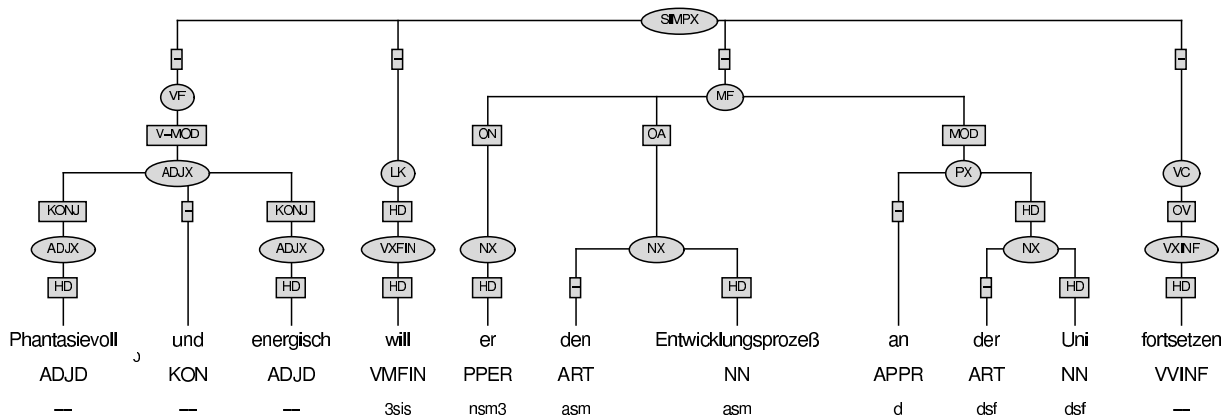 SIMPX
– – – –
VF MF
V–MOD ON OA MOD
ADJX LK PX VC
KONJ – KONJ HD – HD OV
ADJX ADJX VXFIN NX NX NX VXINF
HD HD HD HD – HD – HD HD
Phantasievoll und energisch will er den Entwicklungsprozeß an der Uni fortsetzen
ADJD KON ADJD VMFIN PPER ART NN APPR ART NN VVINF
–– –– –– 3sis nsm3 asm asm d dsf dsf ––